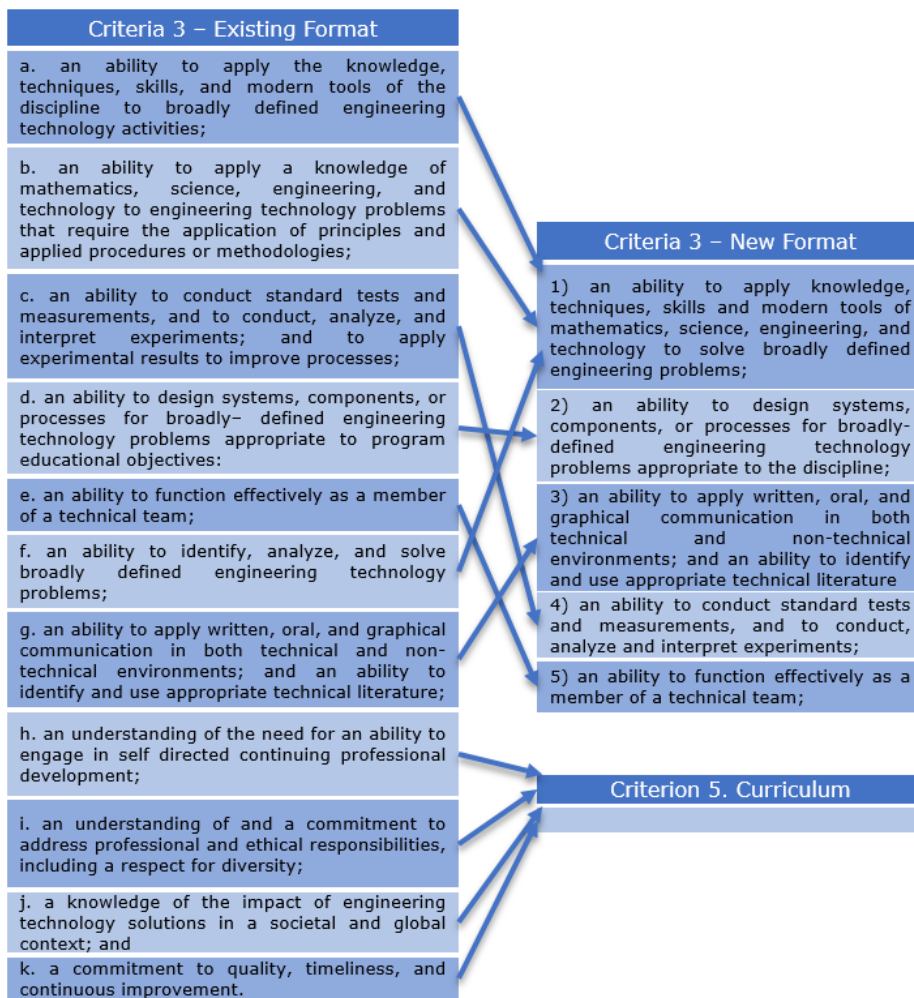 Criteria 3 – Existing Format
a. an ability to apply the knowledge,
techniques, skills, and modern tools of the
discipline to broadly defined engineering
technology activities;
b. an ability to apply a knowledge of
mathematics, science, engineering, and
technology to engineering technology problems
that require the application of principles and
applied procedures or methodologies;
c. an ability to conduct standard tests and
measurements, and to conduct, analyze, and
interpret experiments; and to apply
experimental results to improve processes;
d. an ability to design systems, components, or
processes for broadly– defined engineering
technology problems appropriate to program
educational objectives:
e. an ability to function effectively as a member
of a technical team;
f. an ability to identify, analyze, and solve
broadly defined engineering technology
problems;
g. an ability to apply written, oral, and graphical
communication in both technical and non-
technical environments; and an ability to
identify and use appropriate technical literature;
h. an understanding of the need for an ability to
engage in self directed continuing professional
development;
i. an understanding of and a commitment to
address professional and ethical responsibilities,
including a respect for diversity;
j. a knowledge of the impact of engineering
technology solutions in a societal and global
context; and
k. a commitment to quality, timeliness, and
continuous improvement.
Criteria 3 – New Format
1) an ability to apply knowledge,
techniques, skills and modern tools of
mathematics, science, engineering, and
technology to solve broadly defined
engineering problems;
2) an ability to design systems,
components, or processes for broadly-
defined engineering technology
problems appropriate to the discipline;
3) an ability to apply written, oral, and
graphical communication in both
technical and non-technical
environments; and an ability to identify
and use appropriate technical literature
4) an ability to conduct standard tests
and measurements, and to conduct,
analyze and interpret experiments;
5) an ability to function effectively as a
member of a technical team;
Criterion 5. Curriculum